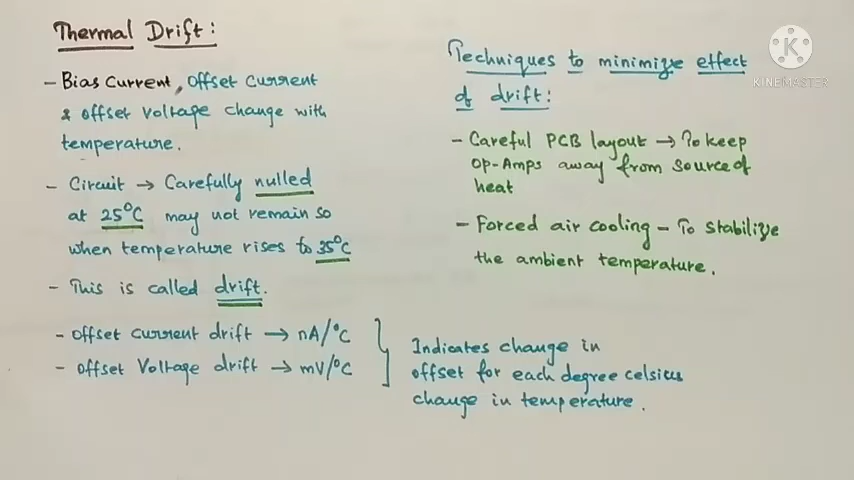 Thermal Drift:
- Bias Current, Offset Current
& offset voltage change with
temperature.
- Circuit → Carefully nulled
at 25°C may not remain so
when temperature rises to 35°C
- This is called drift.
- offset current drift → nA/°C
- offset Voltage drift → mV/°C
Indicates change in
offset for each degree celsius
change in temperature.
Techniques to minimize effect
of drift:
- Careful PCB layout → To keep
Op-Amps away from source of
heat
- Forced air cooling - To stabilize
the ambient temperature.
K
KINEMASTER